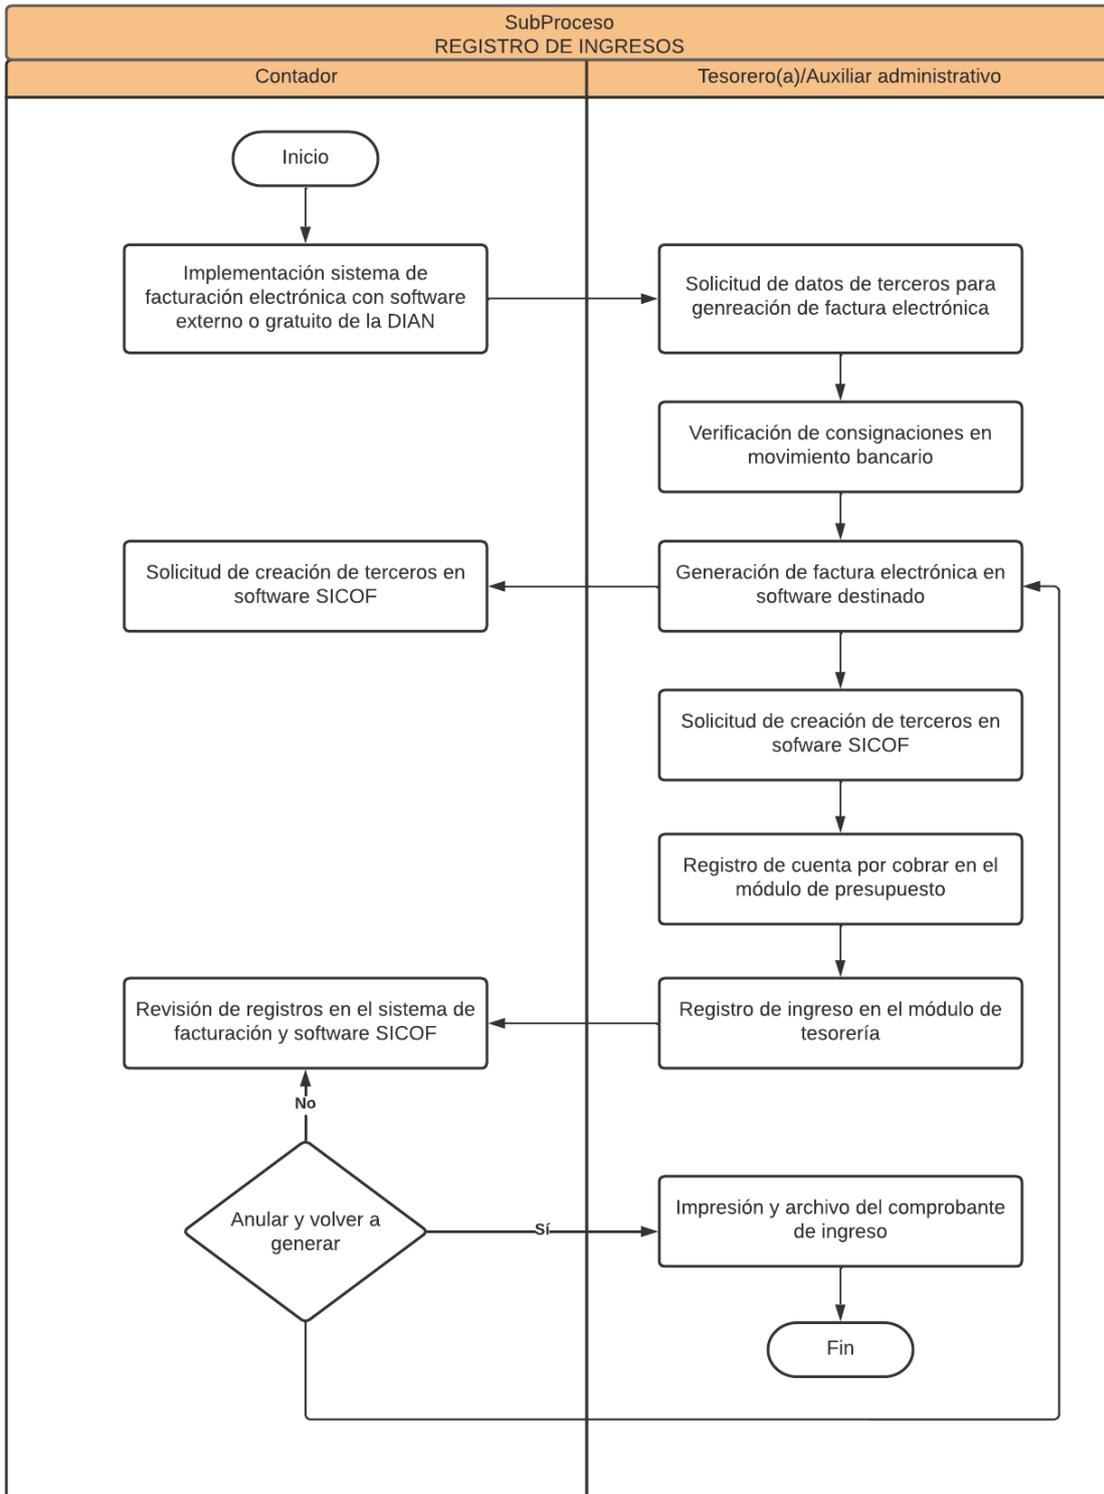 SubProceso
REGISTRO DE INGRESOS
Contador
Tesorero(a)/Auxiliar administrativo
Inicio
Implementación sistema de
facturación electrónica con software
externo o gratuito de la DIAN
Solicitud de datos de terceros para
genreación de factura electrónica
Verificación de consignaciones en
movimiento bancario
Solicitud de creación de terceros en
software SICOF
Generación de factura electrónica en
software destinado
Solicitud de creación de terceros en
sofware SICOF
Registro de cuenta por cobrar en el
módulo de presupuesto
Revisión de registros en el sistema de
facturación y software SICOF
Registro de ingreso en el módulo de
tesorería
No
Anular y volver a
generar
Sí
Impresión y archivo del comprobante
de ingreso
Fin